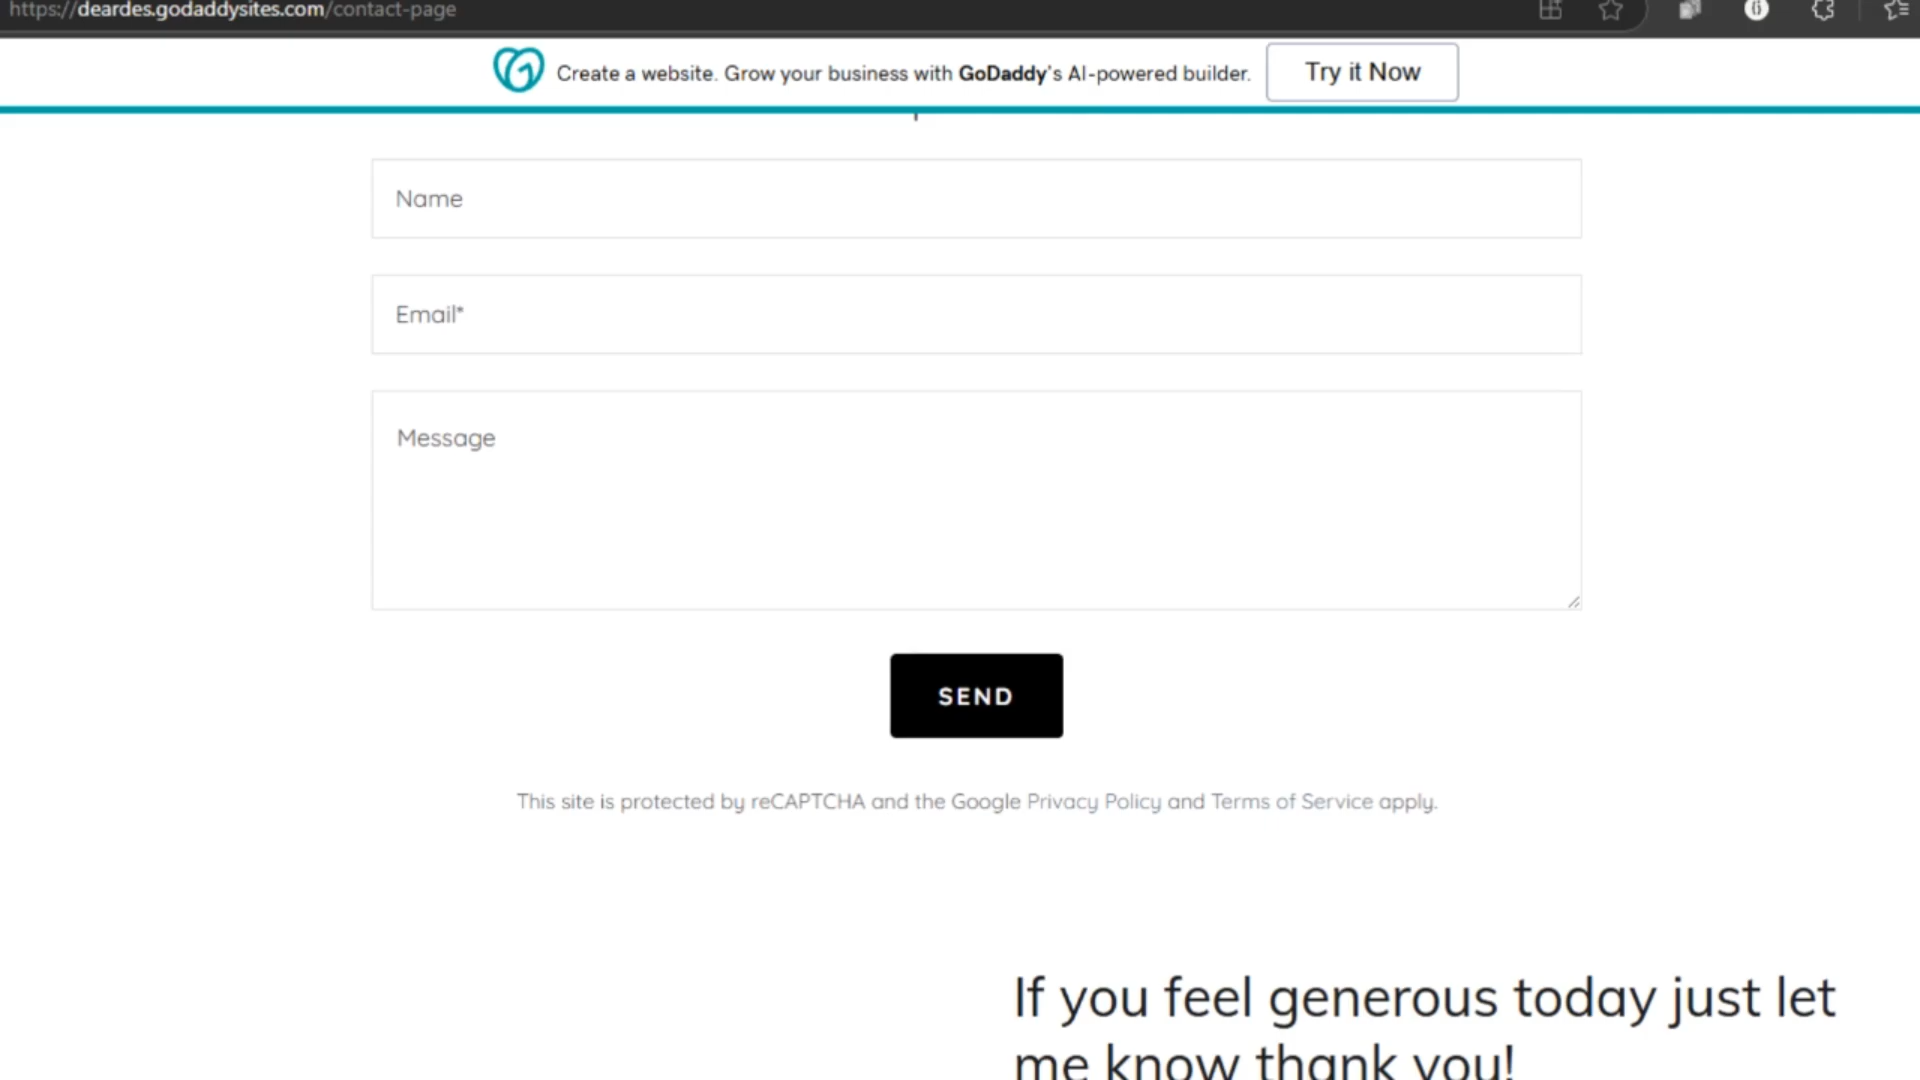 https://deardes.godaddysites.com/contact-page
Create a website. Grow your business with GoDaddy's AI-powered builder.
Try it Now
Name
Email*
Message
SEND
This site is protected by reCAPTCHA and the Google Privacy Policy and Terms of Service apply.
If you feel generous today just let
me know thank you!